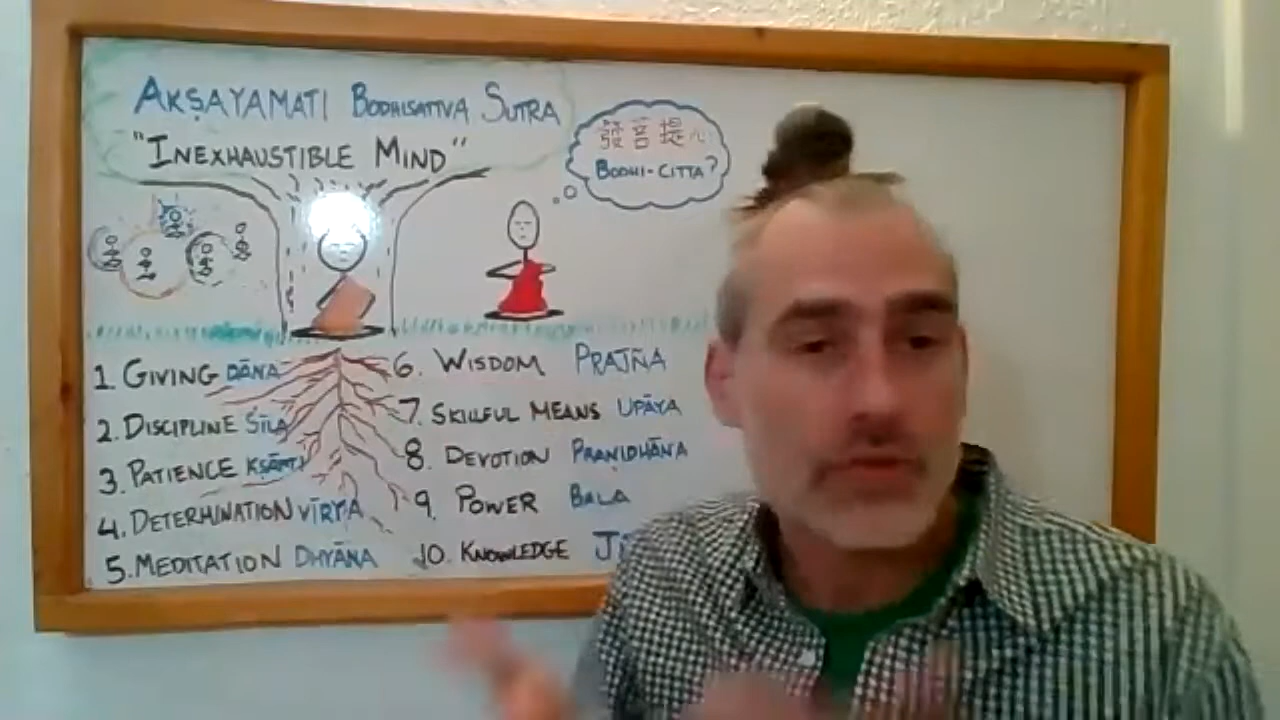 AKṢAYAMATI BODHISATTVA SUTRA
"INEXHAUSTIBLE MIND"
發菩提心
BODHI-CITTA?
1. GIVING DĀNA
2. DISCIPLINE ŚĪLA
3. PATIENCE KṢĀNTI
4. DETERMINATION VĪRYA
5. MEDITATION DHYĀNA
6. WISDOM PRAJÑA
7. SKILLFUL MEANS UPĀYA
8. DEVOTION PRAṆIDHĀNA
9. POWER BALA
10. KNOWLEDGE